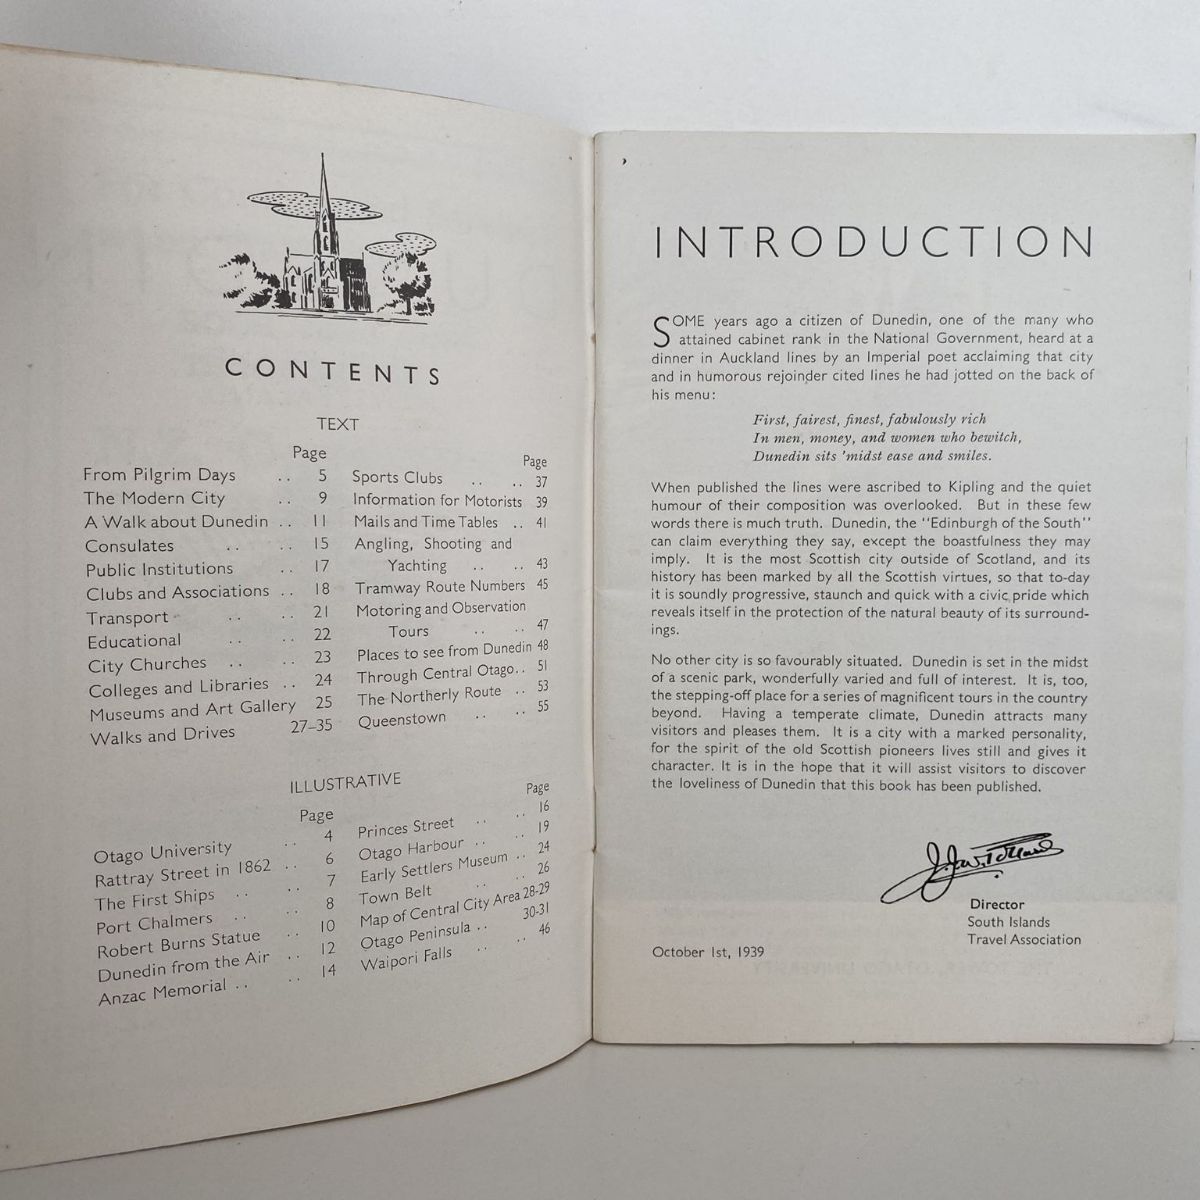 CONTENTS
TEXT
Page
From Pilgrim Days .. 5
The Modern City .. 9
A Walk about Dunedin .. 11
Consulates .. .. 15
Public Institutions .. 17
Clubs and Associations .. 18
Transport .. .. 21
Educational .. .. 22
City Churches .. .. 23
Colleges and Libraries .. 24
Museums and Art Gallery 25
Walks and Drives 27-35
Page
Sports Clubs .. .. 37
Information for Motorists 39
Mails and Time Tables .. 41
Angling, Shooting and
Yachting .. .. 43
Tramway Route Numbers 45
Motoring and Observation
Tours .. .. 47
Places to see from Dunedin 48
Through Central Otago.. 51
The Northerly Route .. 53
Queenstown .. .. 55
ILLUSTRATIVE
Page
Otago University .. 4
Rattray Street in 1862 .. 6
The First Ships .. .. 7
Port Chalmers .. .. 8
Robert Burns Statue .. 10
Dunedin from the Air .. 12
Anzac Memorial .. .. 14
Page
Princes Street .. .. 16
Otago Harbour .. .. 19
Early Settlers Museum .. 24
Town Belt .. .. 26
Map of Central City Area 28-29
Otago Peninsula .. 30-31
Waipori Falls .. .. 46
INTRODUCTION
SOME years ago a citizen of Dunedin, one of the many who
attained cabinet rank in the National Government, heard at a
dinner in Auckland lines by an Imperial poet acclaiming that city
and in humorous rejoinder cited lines he had jotted on the back of
his menu:
First, fairest, finest, fabulously rich
In men, money, and women who bewitch,
Dunedin sits 'midst ease and smiles.
When published the lines were ascribed to Kipling and the quiet
humour of their composition was overlooked. But in these few
words there is much truth. Dunedin, the "Edinburgh of the South"
can claim everything they say, except the boastfulness they may
imply. It is the most Scottish city outside of Scotland, and its
history has been marked by all the Scottish virtues, so that to-day
it is soundly progressive, staunch and quick with a civic pride which
reveals itself in the protection of the natural beauty of its surround-
ings.
No other city is so favourably situated. Dunedin is set in the midst
of a scenic park, wonderfully varied and full of interest. It is, too,
the stepping-off place for a series of magnificent tours in the country
beyond. Having a temperate climate, Dunedin attracts many
visitors and pleases them. It is a city with a marked personality,
for the spirit of the old Scottish pioneers lives still and gives it
character. It is in the hope that it will assist visitors to discover
the loveliness of Dunedin that this book has been published.
Director
South Islands
Travel Association
October 1st, 1939